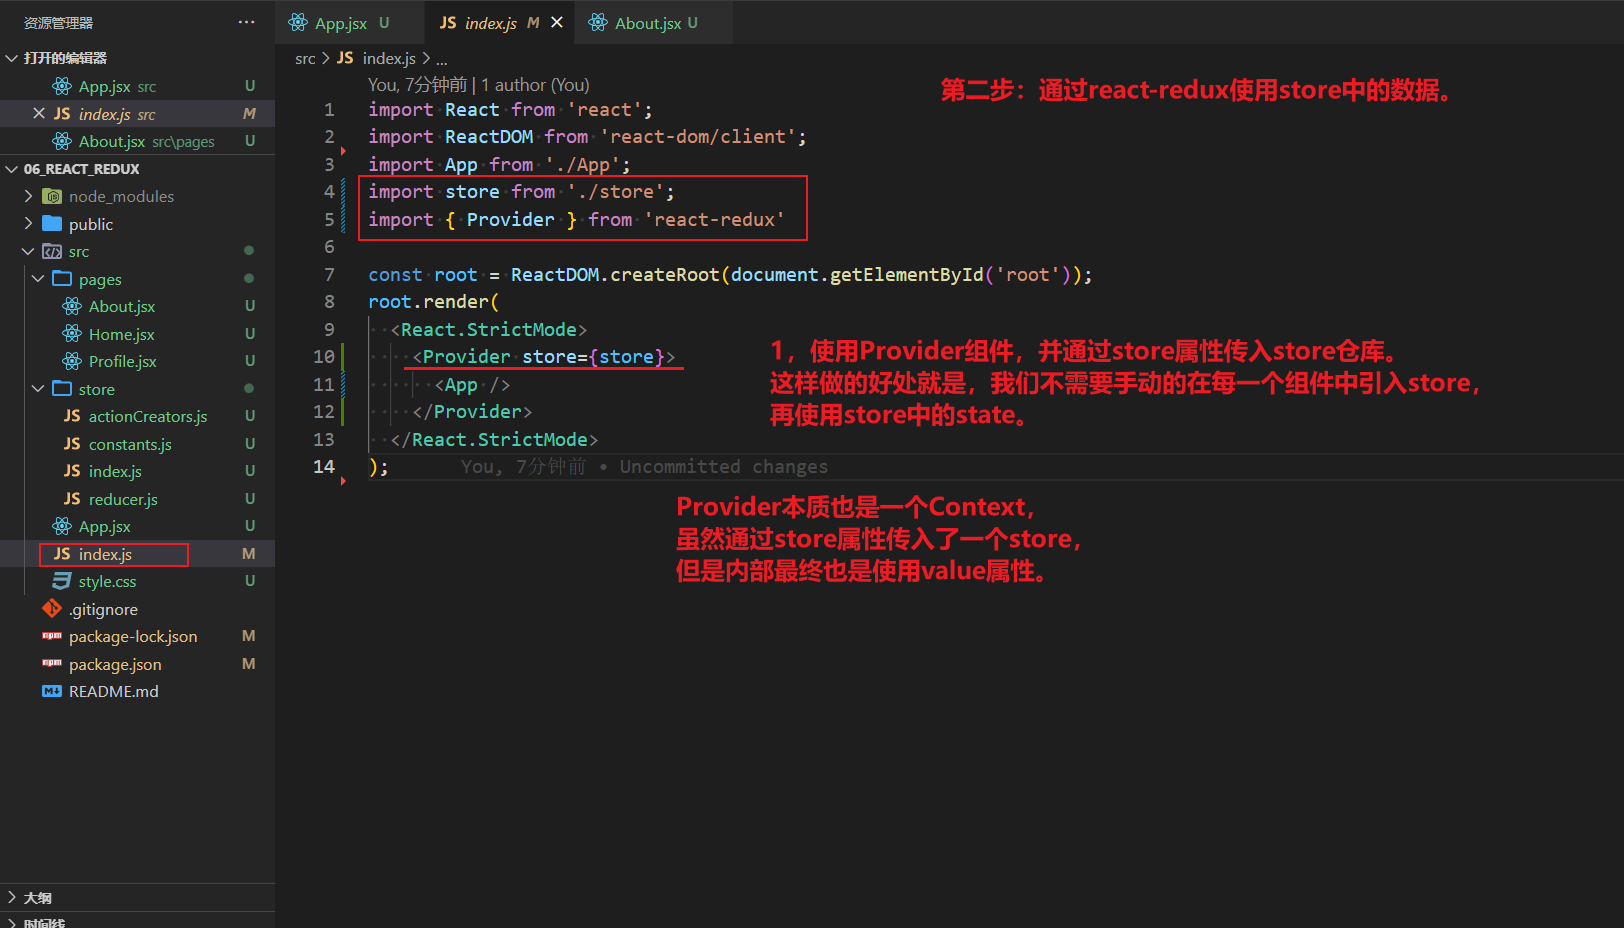 资源管理器 ···
打开的编辑器
App.jsx src U
JS index.js src M
About.jsx src\pages U
06_REACT_REDUX
node_modules
public
src
pages
About.jsx U
Home.jsx U
Profile.jsx U
store
JS actionCreators.js U
JS constants.js U
JS index.js U
JS reducer.js U
App.jsx U
JS index.js M
style.css U
.gitignore
npm package-lock.json M
npm package.json M
README.md
大纲
时间线
App.jsx U
JS index.js M
About.jsx U
src > JS index.js > ...
You, 7分钟前 | 1 author (You)
1 import React from 'react';
2 import ReactDOM from 'react-dom/client';
3 import App from './App';
4 import store from './store';
5 import { Provider } from 'react-redux'
6
7 const root = ReactDOM.createRoot(document.getElementById('root'));
8 root.render(
9 <React.StrictMode>
10 <Provider store={store}>
11 <App />
12 </Provider>
13 </React.StrictMode>
14 ); You, 7分钟前 • Uncommitted changes
第二步：通过react-redux使用store中的数据。
1，使用Provider组件，并通过store属性传入store仓库。
这样做的好处就是，我们不需要手动的在每一个组件中引入store，
再使用store中的state。
Provider本质也是一个Context，
虽然通过store属性传入了一个store，
但是内部最终也是使用value属性。